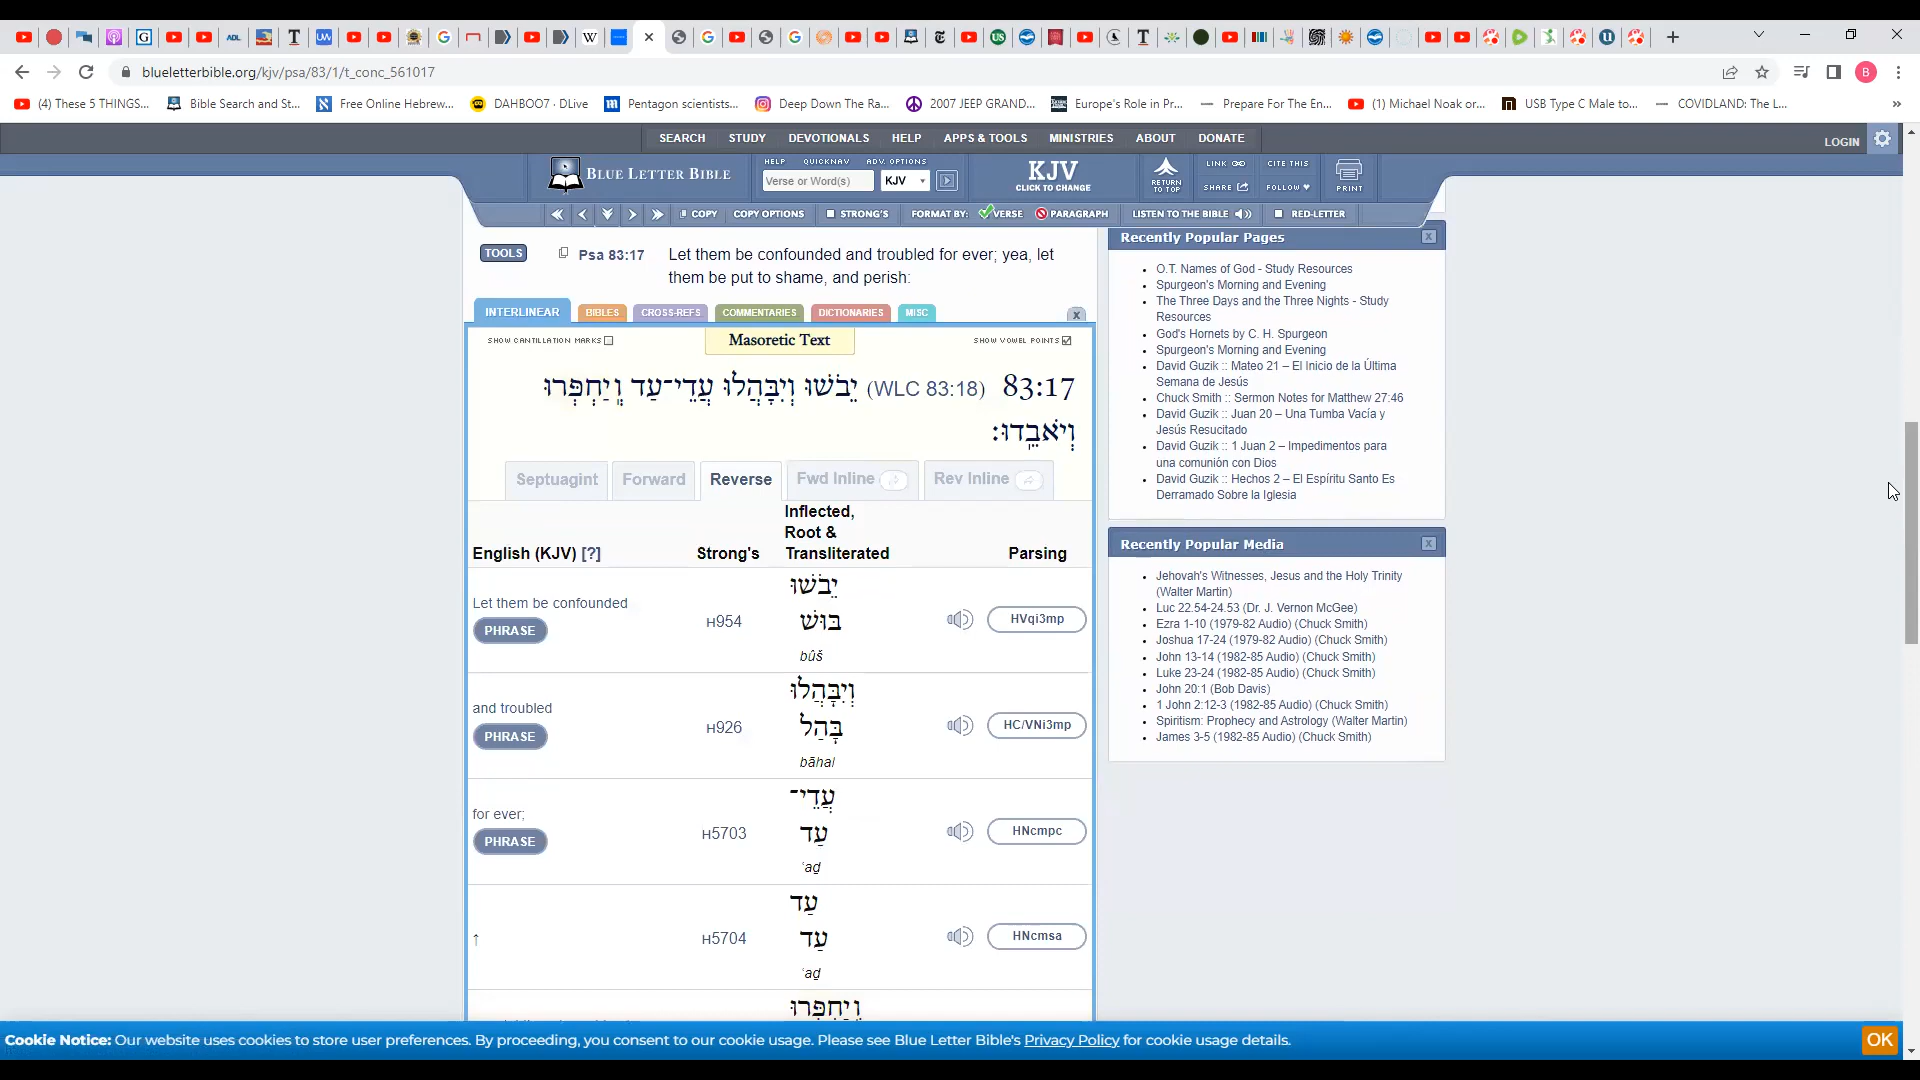 blueletterbible.org/kjv/psa/83/1/t_conc_561017
(4) These 5 THINGS...
Bible Search and St...
Free Online Hebrew...
DAHBOO7 · DLive
Pentagon scientists...
Deep Down The Ra...
2007 JEEP GRAND...
Europe's Role in Pr...
Prepare For The En...
(1) Michael Noak or...
USB Type C Male to...
COVIDLAND: The L...
SEARCH STUDY DEVOTIONALS HELP APPS & TOOLS MINISTRIES ABOUT DONATE
LOGIN
BLUE LETTER BIBLE
HELP QUICKNAV ADV. OPTIONS
Verse or Word(s) KJV
KJV
CLICK TO CHANGE
RETURN
TO TOP
LINK CITE THIS
SHARE FOLLOW
PRINT
COPY COPY OPTIONS STRONG'S FORMAT BY: VERSE PARAGRAPH LISTEN TO THE BIBLE RED-LETTER
TOOLS Psa 83:17 Let them be confounded and troubled for ever; yea, let
them be put to shame, and perish:
INTERLINEAR BIBLES CROSS-REFS COMMENTARIES DICTIONARIES MISC X
SHOW CANTILLATION MARKS Masoretic Text SHOW VOWEL POINTS
83:17 (WLC 83:18) יֵבֹשׁוּ וְיִבָּהֲלוּ עֲדֵי־עַד וְֽיַחְפְּרוּ
וְיֹאבֵֽדוּ׃
Septuagint Forward Reverse Fwd Inline Rev Inline
English (KJV) [?]
Strong's
Inflected,
Root &
Transliterated
Parsing
Let them be confounded
PHRASE
H954
יֵבֹשׁוּ
בּוּשׁ
bûš
HVqi3mp
and troubled
PHRASE
H926
וְיִבָּהֲלוּ
בָּהַל
bāhal
HC/VNi3mp
for ever;
PHRASE
H5703
עֲדֵי־
עַד
ʿaḏ
HNcmpc
↑
H5704
עַד
עַד
ʿaḏ
HNcmsa
וְֽיַחְפְּרוּ
Recently Popular Pages X
O.T. Names of God - Study Resources
Spurgeon's Morning and Evening
The Three Days and the Three Nights - Study
Resources
God's Hornets by C. H. Spurgeon
Spurgeon's Morning and Evening
David Guzik :: Mateo 21 – El Inicio de la Última
Semana de Jesús
Chuck Smith :: Sermon Notes for Matthew 27:46
David Guzik :: Juan 20 – Una Tumba Vacía y
Jesús Resucitado
David Guzik :: 1 Juan 2 – Impedimentos para
una comunión con Dios
David Guzik :: Hechos 2 – El Espíritu Santo Es
Derramado Sobre la Iglesia
Recently Popular Media X
Jehovah's Witnesses, Jesus and the Holy Trinity
(Walter Martin)
Luc 22.54-24.53 (Dr. J. Vernon McGee)
Ezra 1-10 (1979-82 Audio) (Chuck Smith)
Joshua 17-24 (1979-82 Audio) (Chuck Smith)
John 13-14 (1982-85 Audio) (Chuck Smith)
Luke 23-24 (1982-85 Audio) (Chuck Smith)
John 20:1 (Bob Davis)
1 John 2:12-3 (1982-85 Audio) (Chuck Smith)
Spiritism: Prophecy and Astrology (Walter Martin)
James 3-5 (1982-85 Audio) (Chuck Smith)
Cookie Notice: Our website uses cookies to store user preferences. By proceeding, you consent to our cookie usage. Please see Blue Letter Bible's Privacy Policy for cookie usage details.
OK